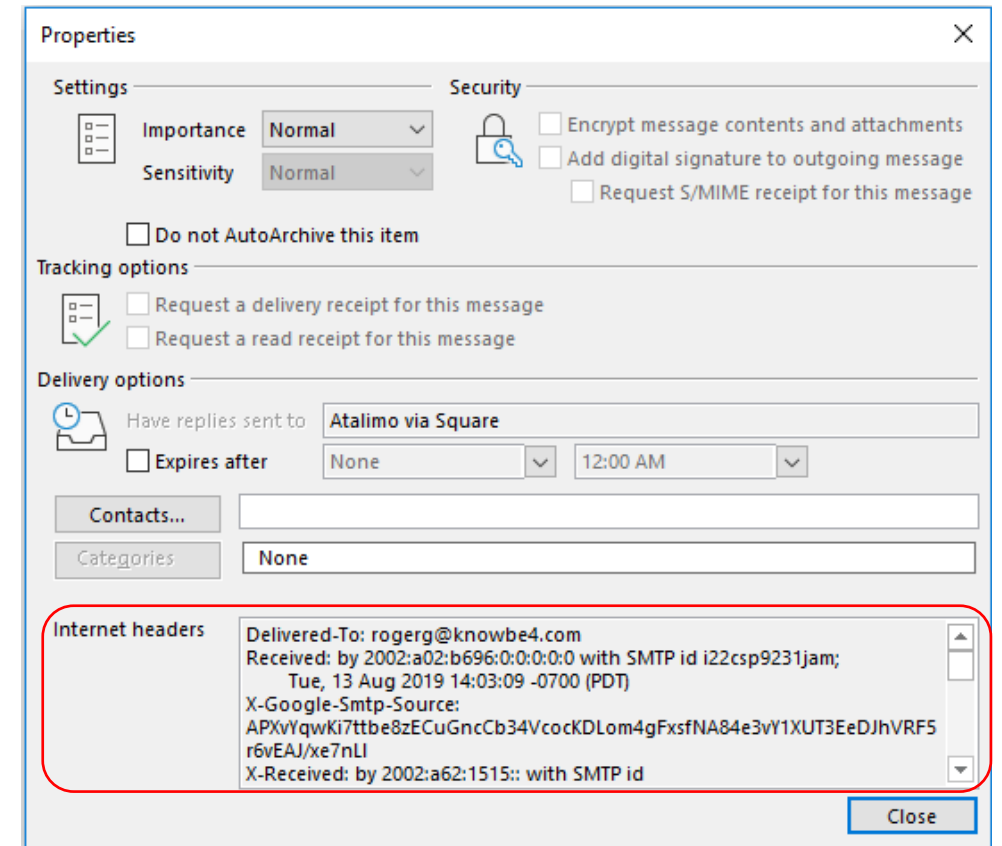 Properties
Settings
Security
Importance Normal
Encrypt message contents and attachments
Sensitivity Normal
Add digital signature to outgoing message
Request S/MIME receipt for this message
Do not AutoArchive this item
Tracking options
Request a delivery receipt for this message
Request a read receipt for this message
Delivery options
Have replies sent to Atalimo via Square
Expires after None 12:00 AM
Contacts...
Categories None
Internet headers
Delivered-To: rogerg@knowbe4.com
Received: by 2002:a02:b696:0:0:0:0:0 with SMTP id i22csp9231jam;
Tue, 13 Aug 2019 14:03:09 -0700 (PDT)
X-Google-Smtp-Source:
APXvYqwKi7ttbe8zECuGncCb34VcocKDLom4gFxsfNA84e3vY1XUT3EeDJhVRF5
r6vEAJ/xe7nLI
X-Received: by 2002:a62:1515:: with SMTP id
Close